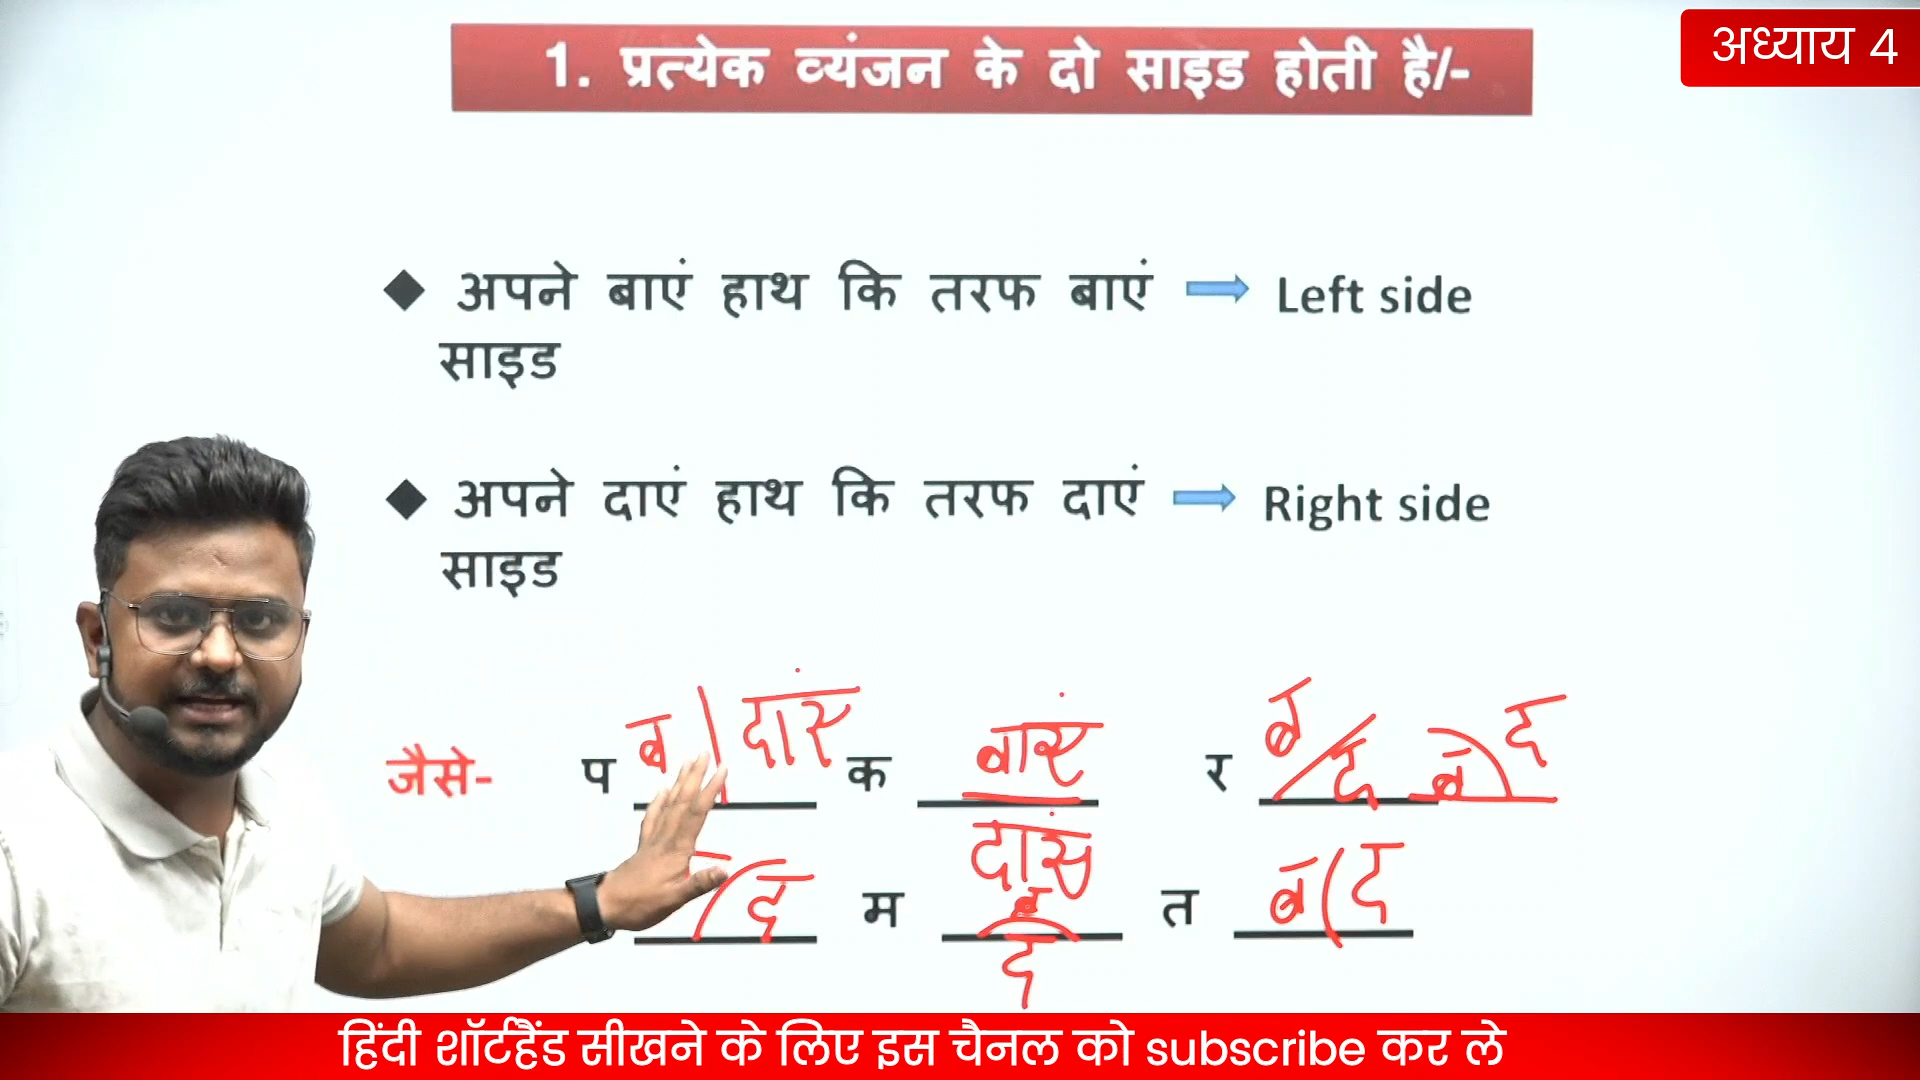 अध्याय 4
1. प्रत्येक व्यंजन के दो साइड होती है/-
◆ अपने बाएं हाथ कि तरफ बाएं → Left side
साइड
◆ अपने दाएं हाथ कि तरफ दाएं → Right side
साइड
जैसे- प ब दांए क बांए र ब द ब द
द म दांए ब द त ब द
हिंदी शॉर्टहैंड सीखने के लिए इस चैनल को subscribe कर ले